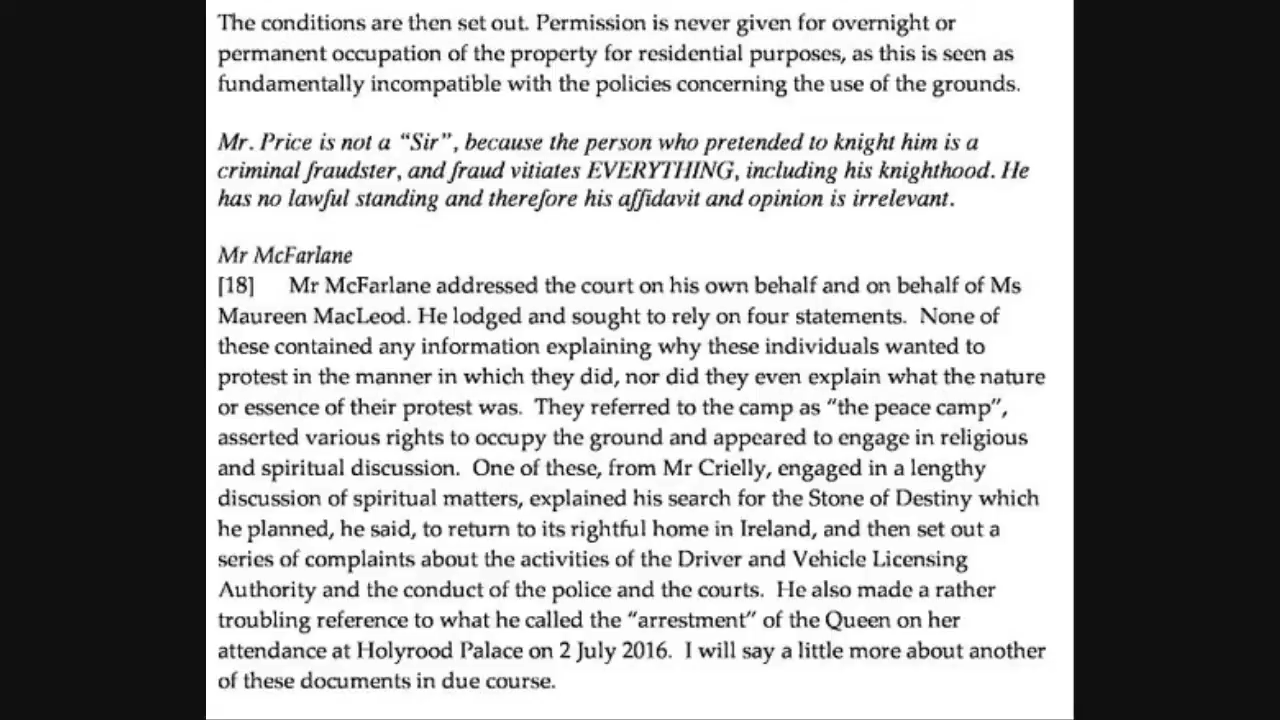 The conditions are then set out. Permission is never given for overnight or
permanent occupation of the property for residential purposes, as this is seen as
fundamentally incompatible with the policies concerning the use of the grounds.
Mr. Price is not a “Sir”, because the person who pretended to knight him is a
criminal fraudster, and fraud vitiates EVERYTHING, including his knighthood. He
has no lawful standing and therefore his affidavit and opinion is irrelevant.
Mr McFarlane
[18] Mr McFarlane addressed the court on his own behalf and on behalf of Ms
Maureen MacLeod. He lodged and sought to rely on four statements. None of
these contained any information explaining why these individuals wanted to
protest in the manner in which they did, nor did they even explain what the nature
or essence of their protest was. They referred to the camp as “the peace camp”,
asserted various rights to occupy the ground and appeared to engage in religious
and spiritual discussion. One of these, from Mr Crielly, engaged in a lengthy
discussion of spiritual matters, explained his search for the Stone of Destiny which
he planned, he said, to return to its rightful home in Ireland, and then set out a
series of complaints about the activities of the Driver and Vehicle Licensing
Authority and the conduct of the police and the courts. He also made a rather
troubling reference to what he called the “arrestment” of the Queen on her
attendance at Holyrood Palace on 2 July 2016. I will say a little more about another
of these documents in due course.